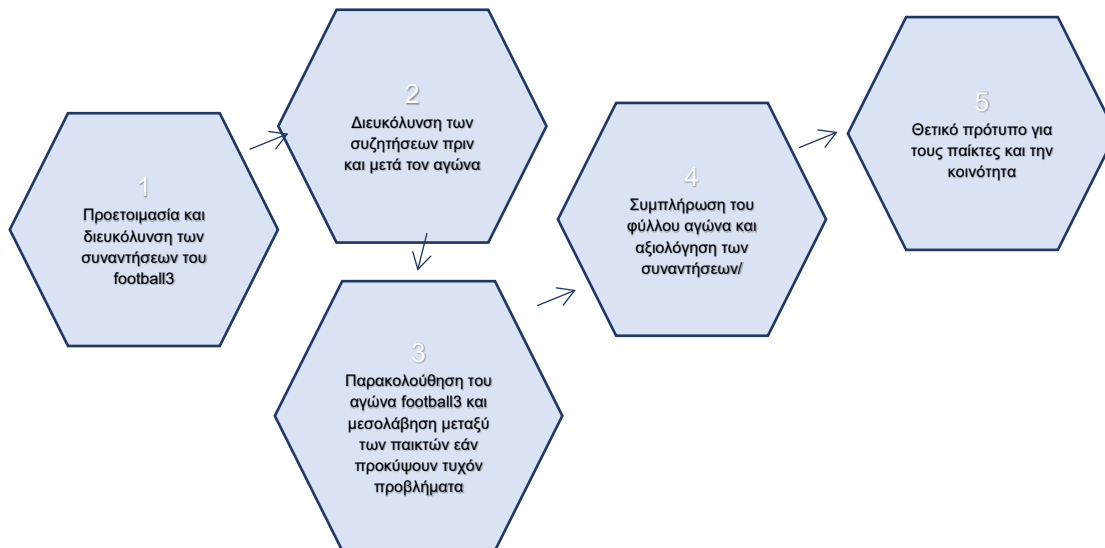 1
Προετοιμασία και
διευκόλυνση των
συναντήσεων του
football3
2
Διευκόλυνση των
συζητήσεων πριν
και μετά τον αγώνα
3
Παρακολούθηση του
αγώνα football3 και
μεσολάβηση μεταξύ
των παικτών εάν
προκύψουν τυχόν
προβλήματα
4
Συμπλήρωση του
φύλλου αγώνα και
αξιολόγηση των
συναντήσεων/
5
Θετικό πρότυπο για
τους παίκτες και την
κοινότητα